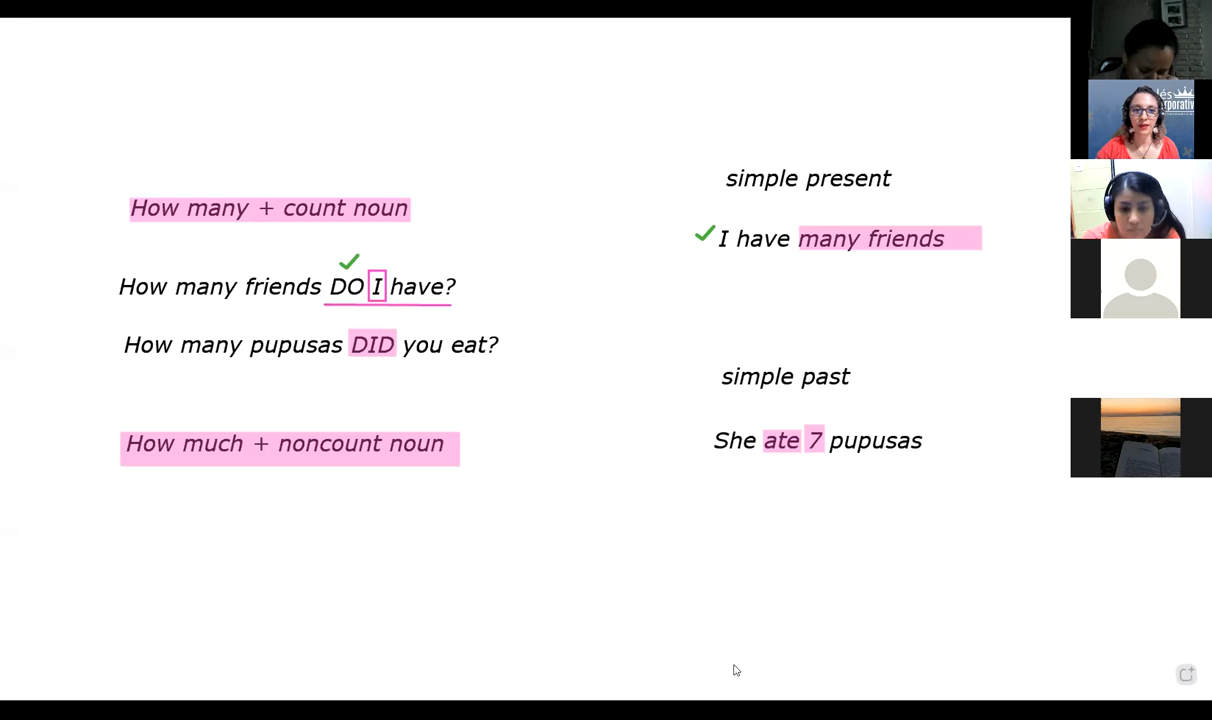 How many + count noun
How many friends DO I have?
How many pupusas DID you eat?
How much + noncount noun
simple present
I have many friends
simple past
She ate 7 pupusas